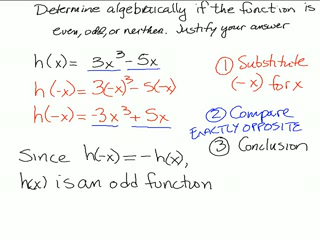 Determine algebraically if the function is
even, odd, or neither. Justify your answer
h(x) = 3x³ - 5x
h(-x) = 3(-x)³ - 5(-x)
h(-x) = -3x³ + 5x
① Substitute
(-x) for x
② Compare
EXACTLY OPPOSITE
③ Conclusion
Since h(-x) = -h(x),
h(x) is an odd function